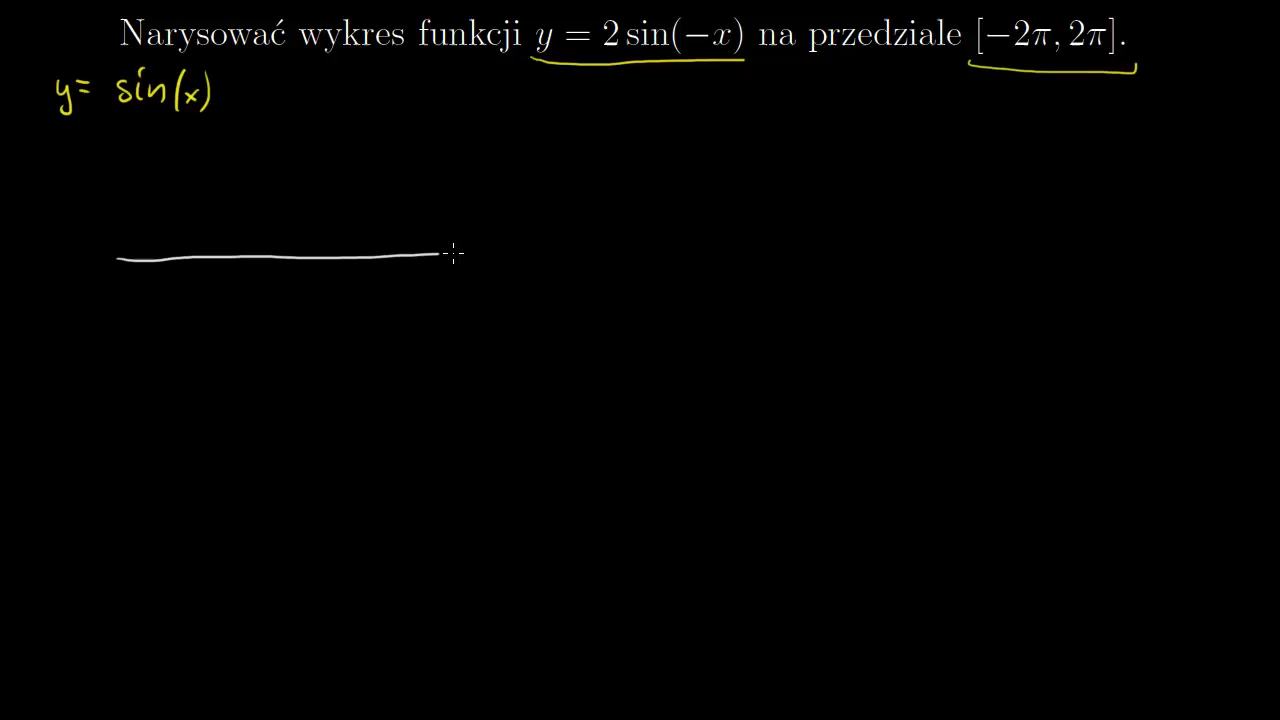 Narysować wykres funkcji y = 2 sin(−x) na przedziale [−2π, 2π].
y= sin(x)